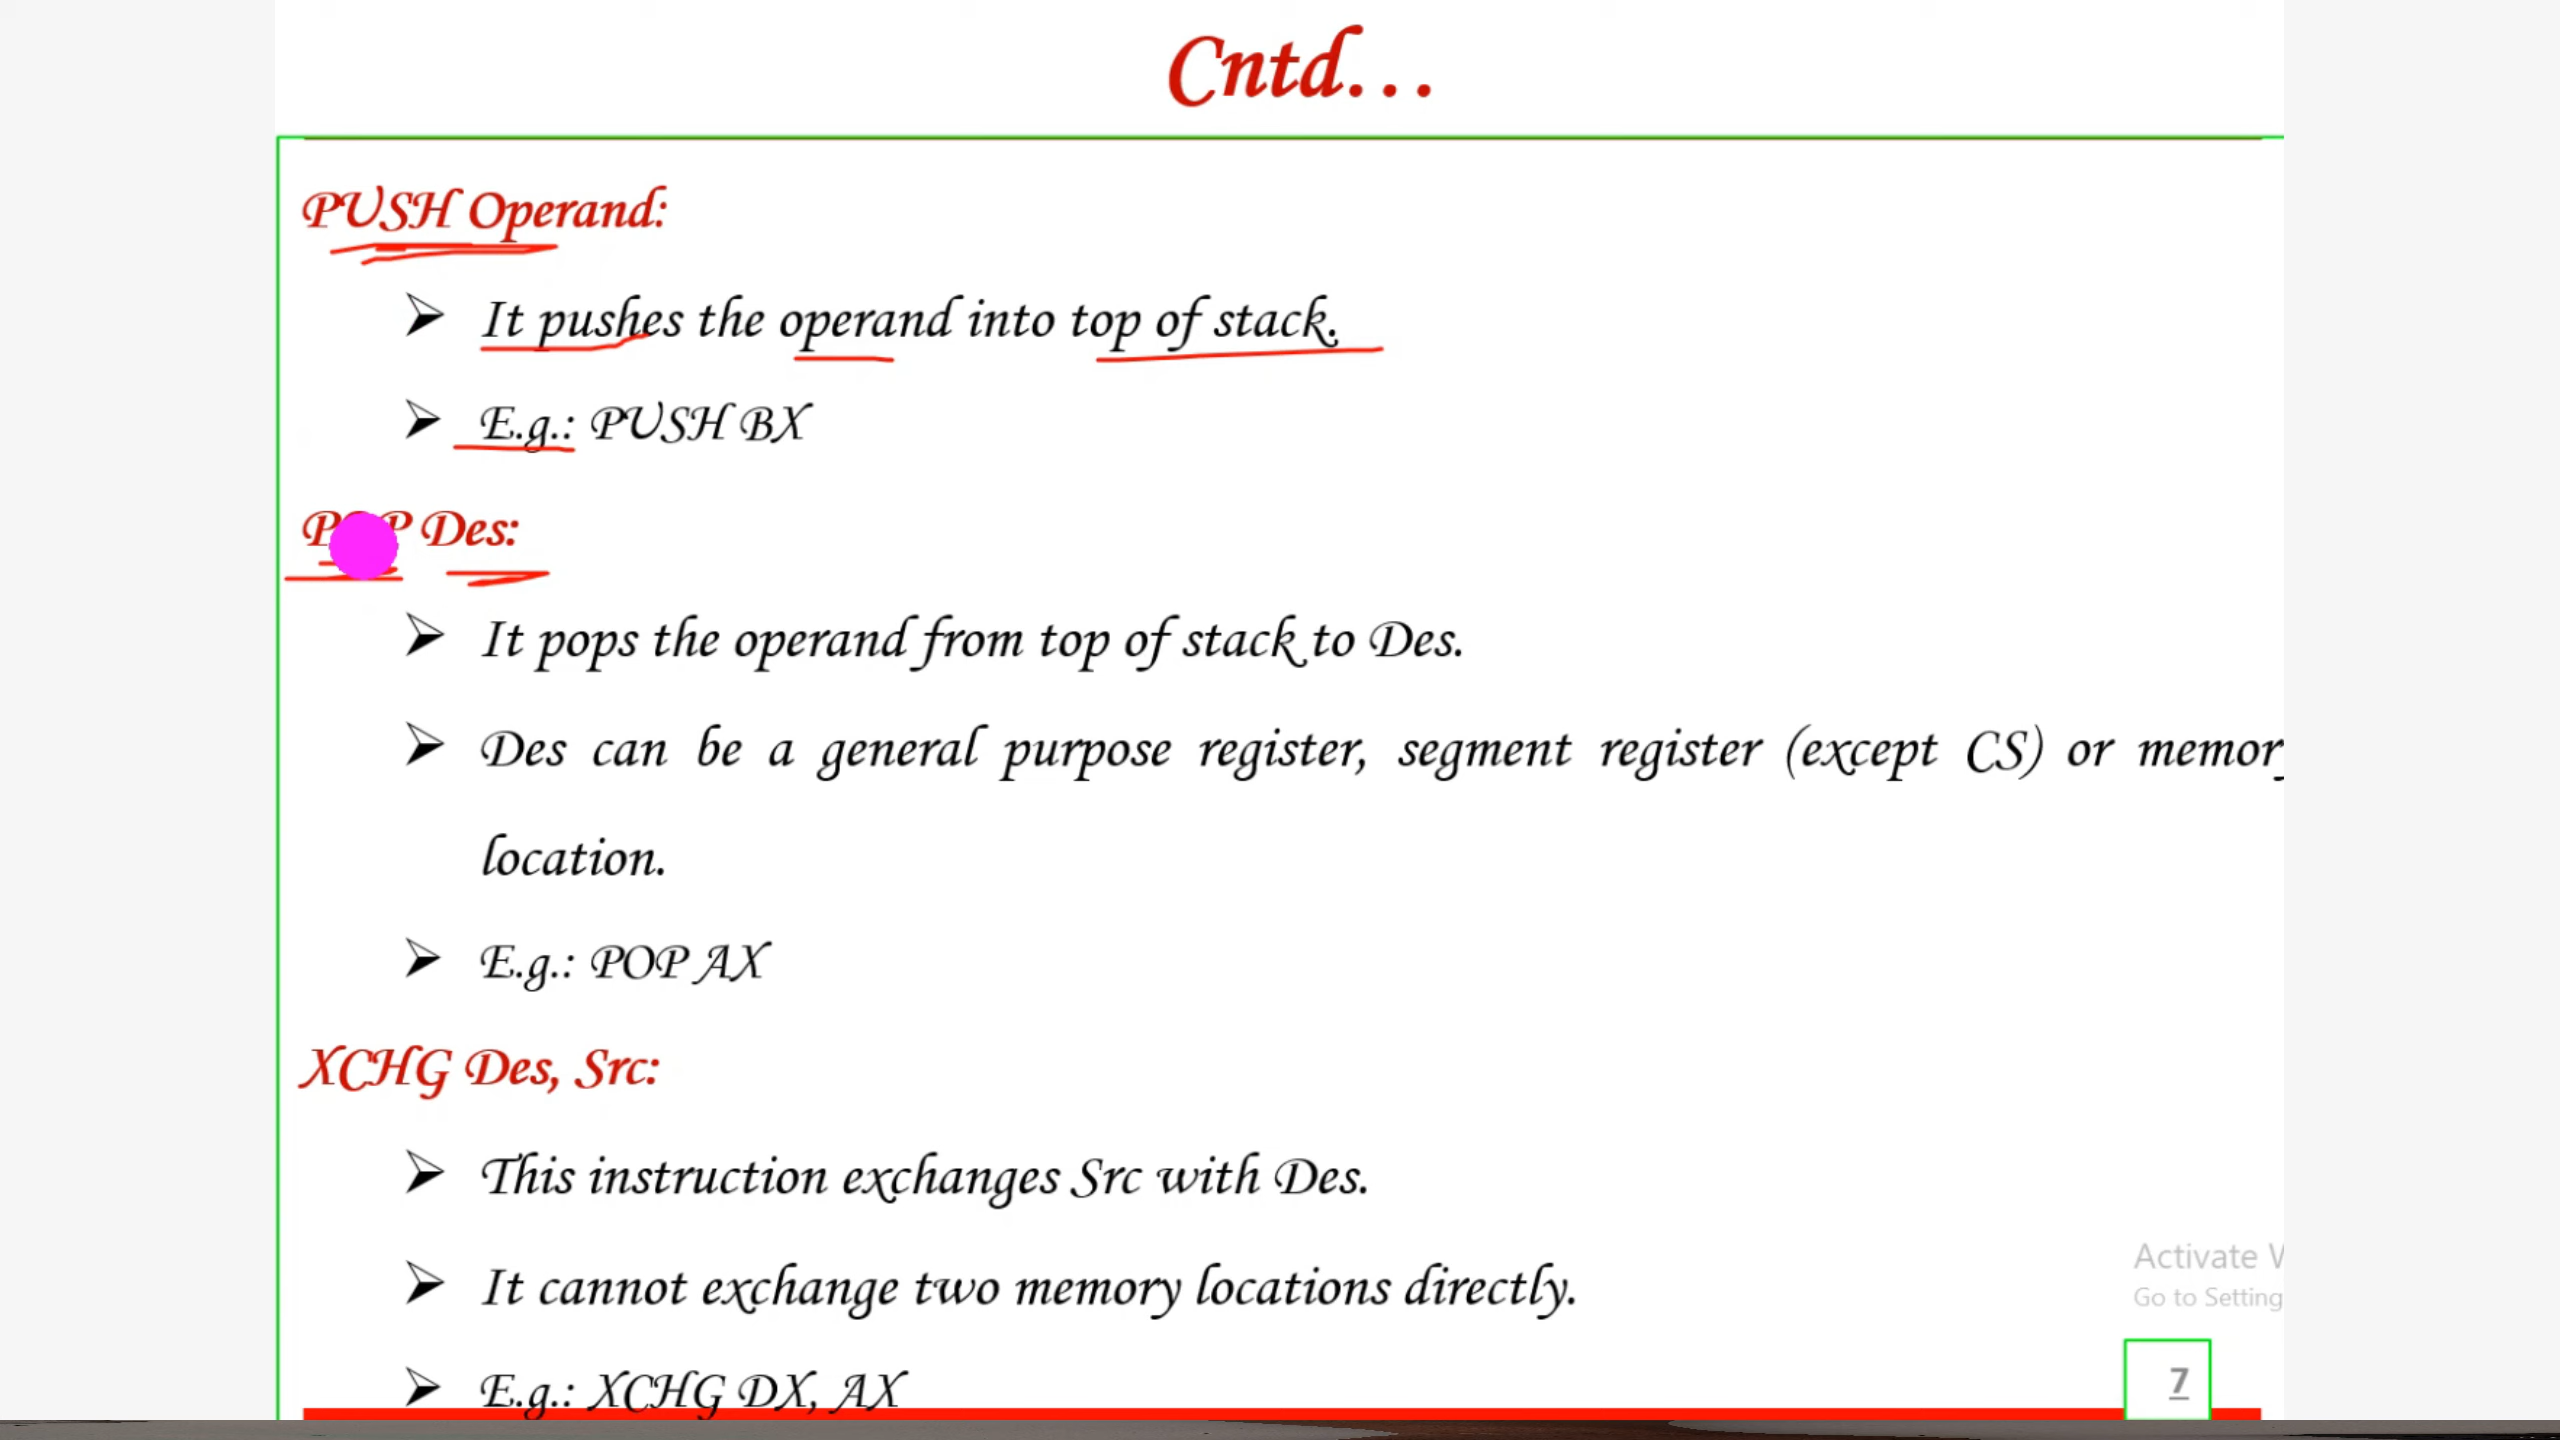 Cntd...
PUSH Operand:
It pushes the operand into top of stack.
E.g.: PUSH BX
POP Des:
It pops the operand from top of stack to Des.
Des can be a general purpose register, segment register (except CS) or memory
location.
E.g.: POP AX
XCHG Des, Src:
This instruction exchanges Src with Des.
It cannot exchange two memory locations directly.
E.g.: XCHG DX, AX
Activate
Go to Setting
7